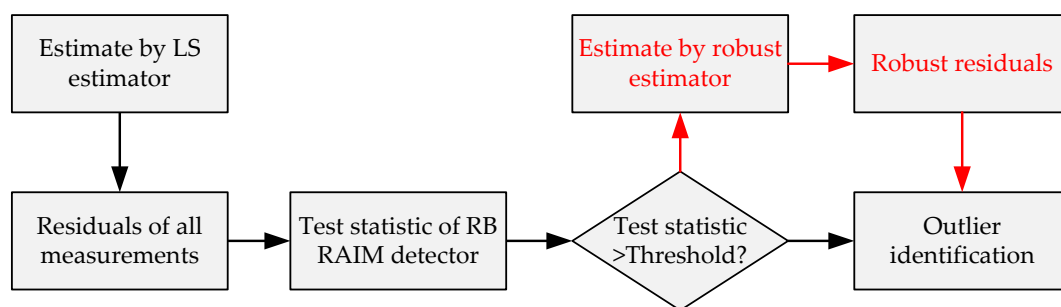 Estimate by LS
estimator
Estimate by robust
estimator
Robust residuals
Residuals of all
measurements
Test statistic of RB
RAIM detector
Test statistic
>Threshold?
Outlier
identification